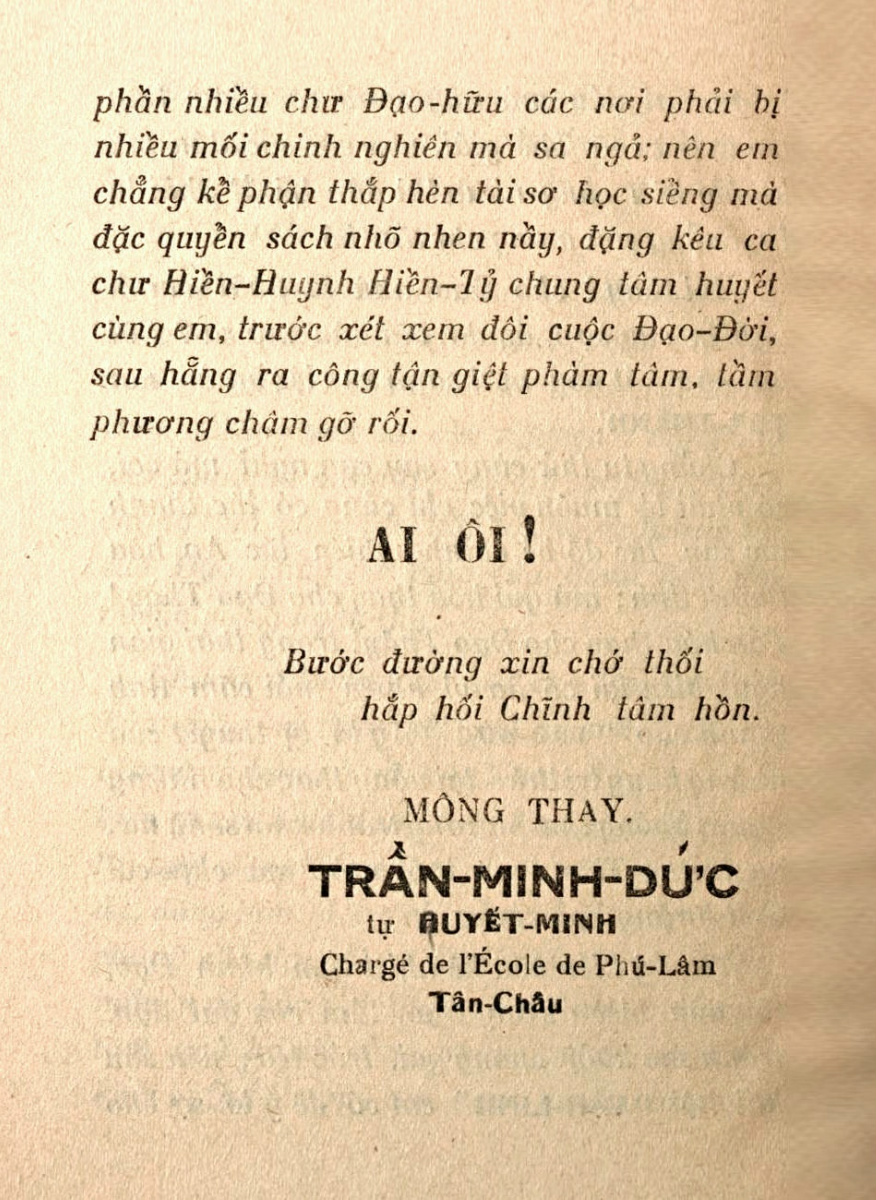 phần nhiều chư Đạo-hữu các nơi phải bị
nhiều mối chinh nghiên mà sa ngả; nên em
chẳng kể phận thấp hèn tài sơ học siềng mà
đặc quyển sách nhõ nhen nầy, đặng kêu ca
chư Hiền-Huynh Hiền-Tỷ chung tâm huyết
cùng em, trước xét xem đôi cuộc Đạo-Đời,
sau hẳng ra công tận giệt phàm tâm, tầm
phương châm gỡ rối.
AI ÔI!
Bước đường xin chớ thối
hắp hối Chĩnh tâm hồn.
MÔNG THAY.
TRẦN-MINH-DỨC
tự QUYẾT-MINH
Chargé de l'École de Phú-Lâm
Tân-Châu